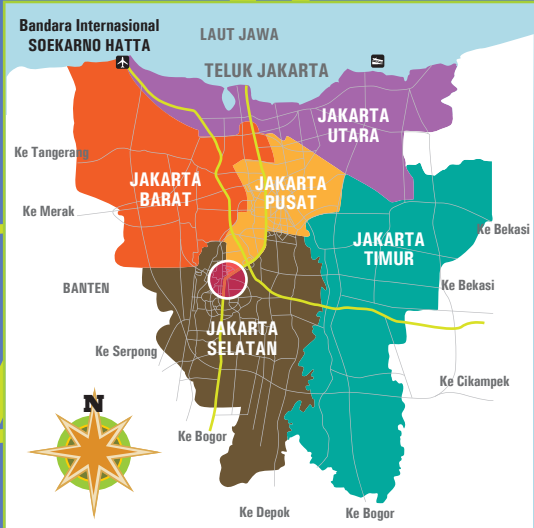 Bandara Internasional
SOEKARNO HATTA
LAUT JAWA
TELUK JAKARTA
JAKARTA
UTARA
Ke Tangerang
JAKARTA
BARAT
JAKARTA
PUSAT
Ke Merak
JAKARTA
TIMUR
Ke Bekasi
BANTEN
Ke Bekasi
JAKARTA
SELATAN
Ke Serpong
Ke Cikampek
N
Ke Bogor
Ke Depok
Ke Bogor